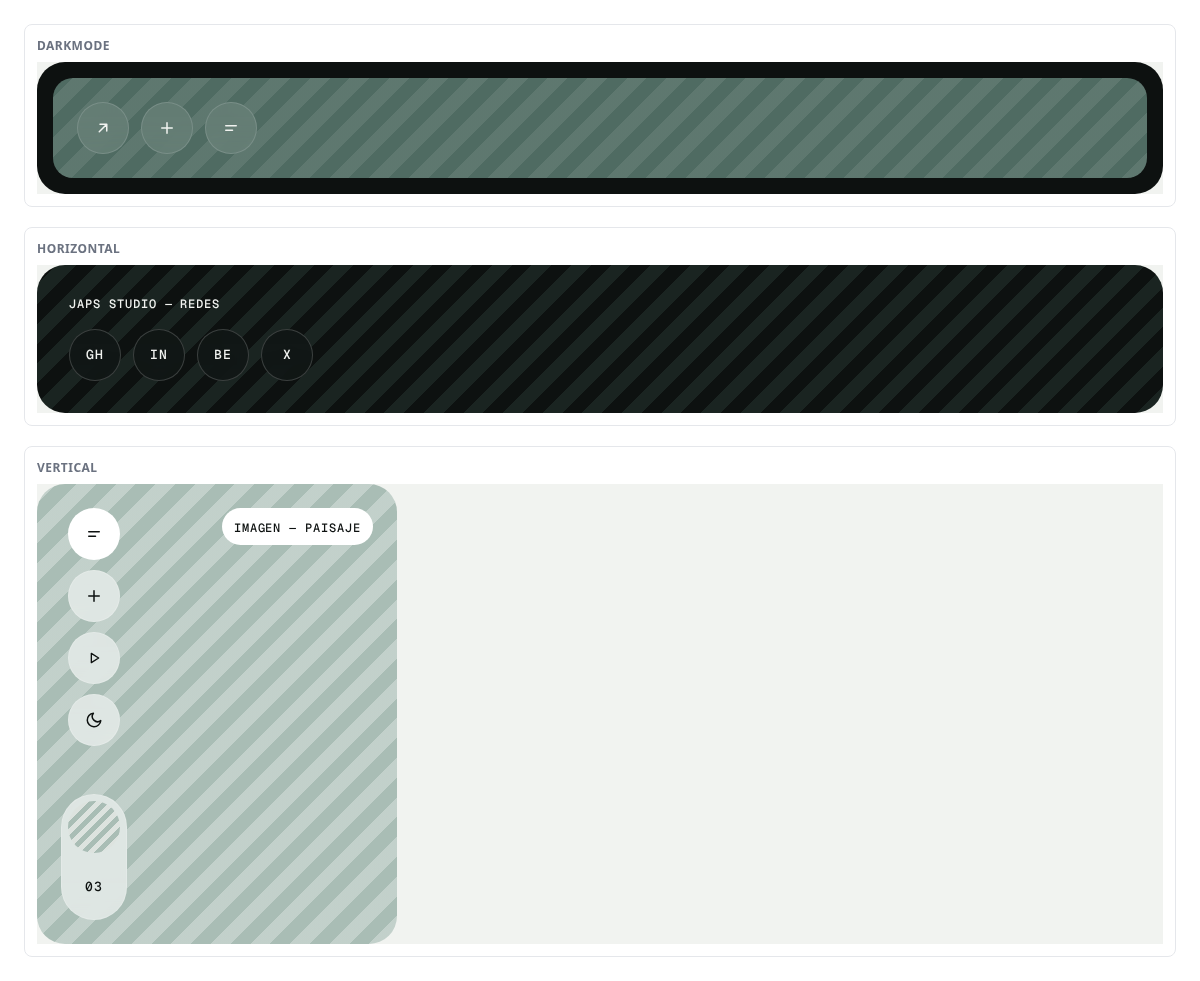 DARKMODE
HORIZONTAL
JAPS STUDIO — REDES
GH IN BE X
VERTICAL
IMAGEN — PAISAJE
03